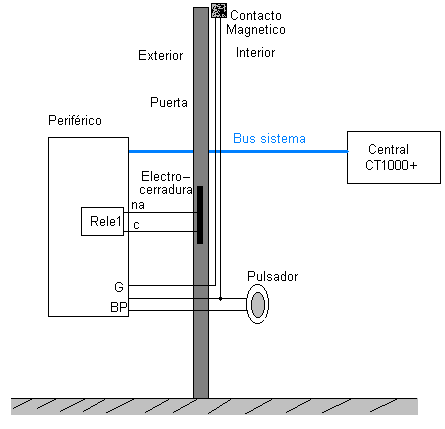 Contacto
Magnetico
Exterior
Interior
Puerta
Periférico
Bus sistema
Central
CT1000+
Electro-
cerradura
na
Rele1
c
Pulsador
G
BP